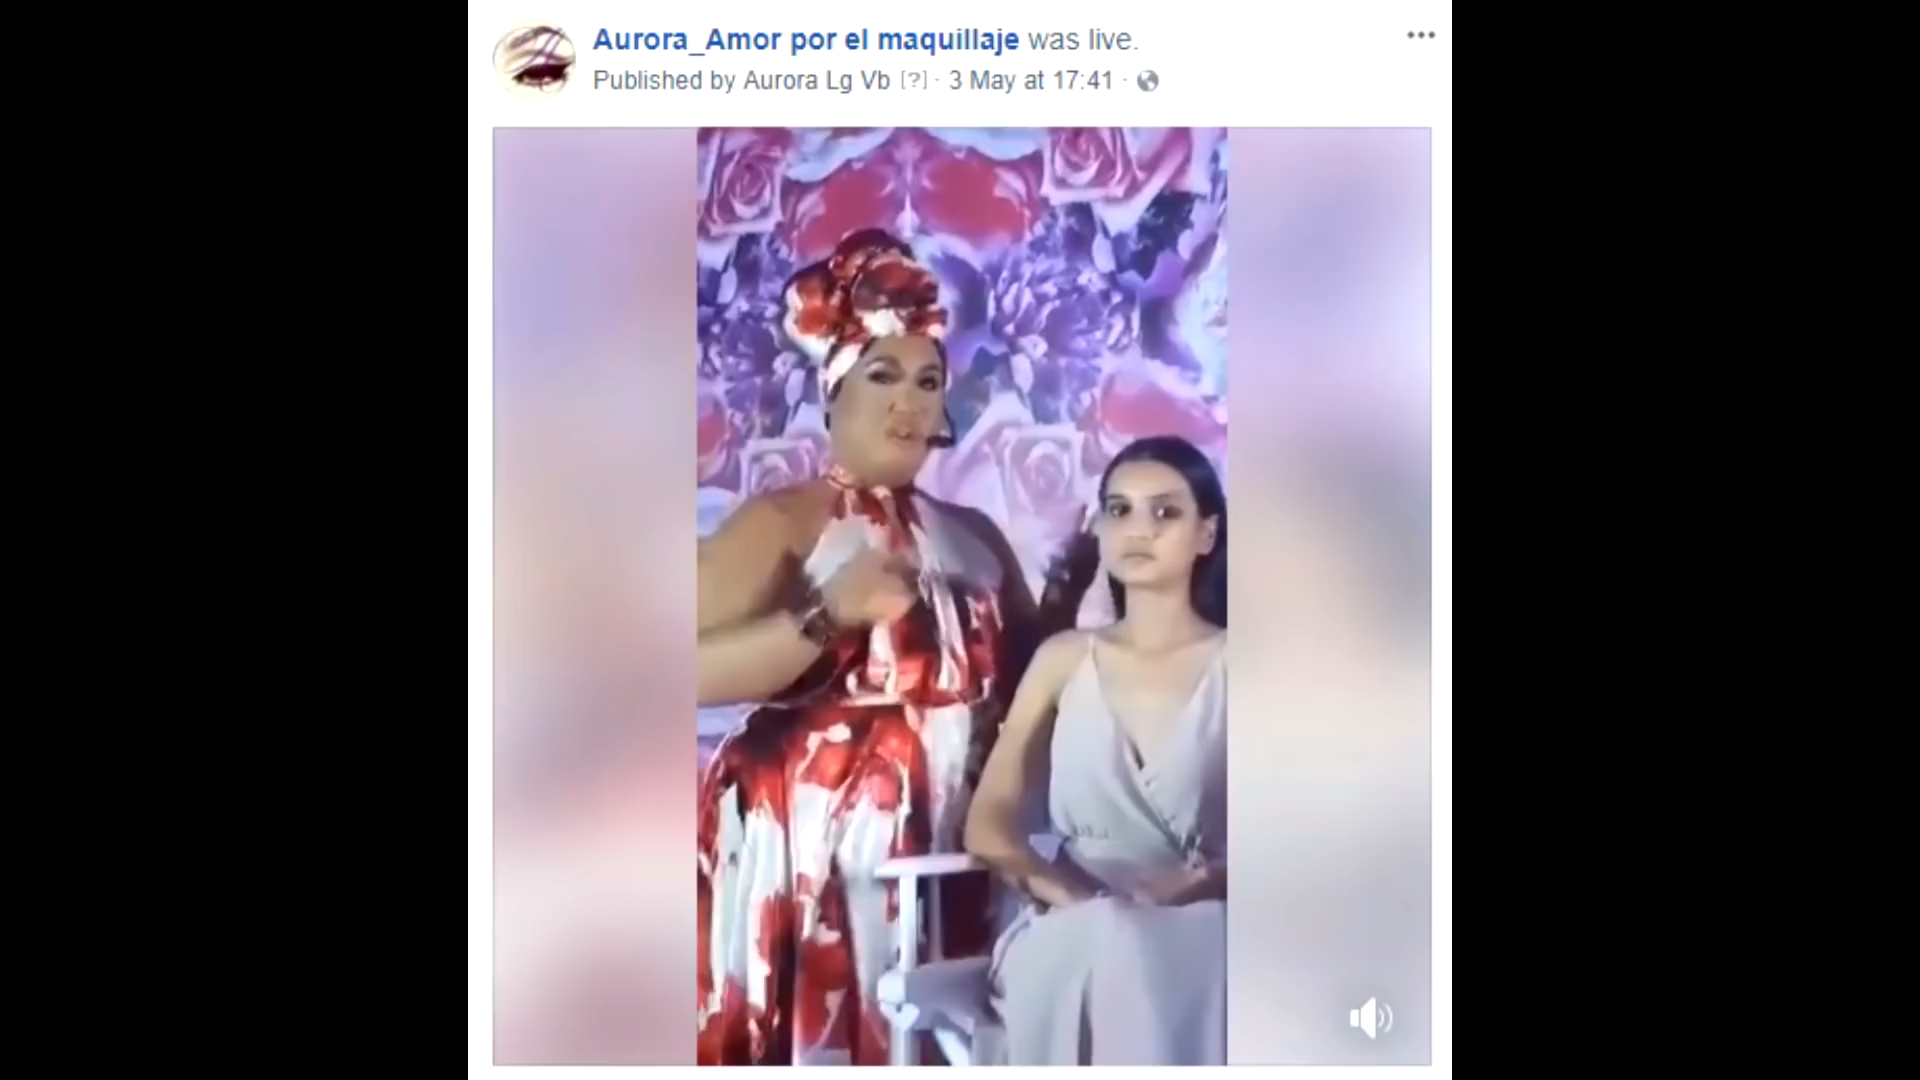 Aurora_Amor por el maquillaje was live.
Published by Aurora Lg Vb [?] · 3 May at 17:41 ·